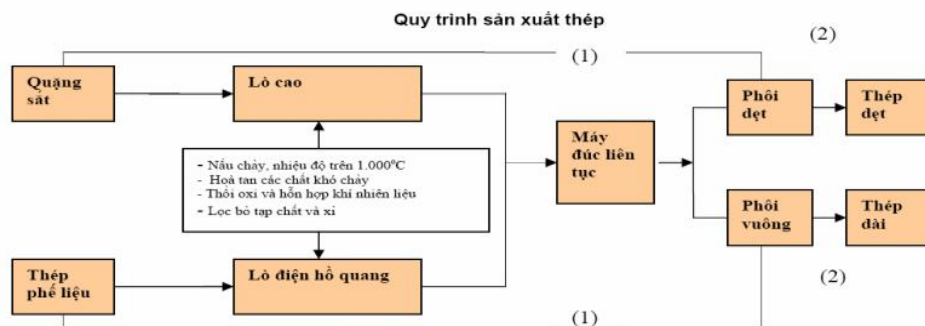 Quy trình sản xuất thép
(2)
(1)
Quặng
sắt
Lò cao
Phôi
dẹt
Thép
dẹt
- Nấu chảy, nhiệt độ trên 1.000°C
- Hoà tan các chất khó chảy
- Thổi oxi và hỗn hợp khí nhiên liệu
- Lọc bỏ tạp chất và xỉ
Máy
đúc liên
tục
Phôi
vuông
Thép
dài
Thép
phế liệu
Lò điện hồ quang
(2)
(1)